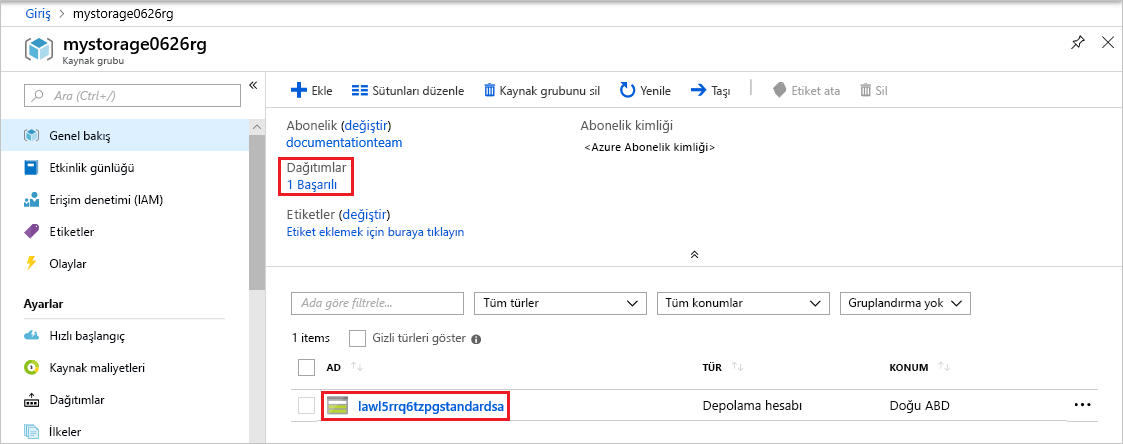 Giriş > mystorage0626rg
mystorage0626rg
Kaynak grubu
Ara (Ctrl+/)
Genel bakış
Etkinlik günlüğü
Erişim denetimi (IAM)
Etiketler
Olaylar
Ayarlar
Hızlı başlangıç
Kaynak maliyetleri
Dağıtımlar
İlkeler
Ekle
Sütunları düzenle
Kaynak grubunu sil
Yenile
Taşı
Etiket ata
Sil
Abonelik (değiştir)
documentationteam
Abonelik kimliği
<Azure Abonelik kimliği>
Dağıtımlar
1 Başarılı
Etiketler (değiştir)
Etiket eklemek için buraya tıklayın
Ada göre filtrele...
Tüm türler
Tüm konumlar
Gruplandırma yok
1 items
Gizli türleri göster
AD
TÜR
KONUM
lawl5rrq6tzpgstandardsa
Depolama hesabı
Doğu ABD